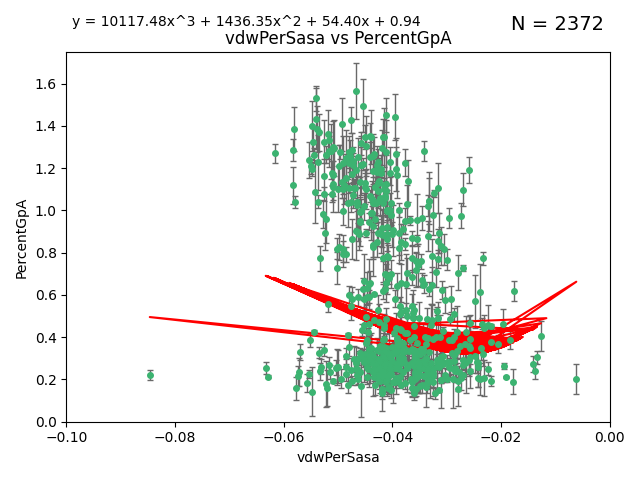 y = 10117.48x^3 + 1436.35x^2 + 54.40x + 0.94
N = 2372
vdwPerSasa vs PercentGpA
1.6
1.4
1.2
1.0
0.8
0.6
0.4
0.2
0.0
PercentGpA
−0.10 −0.08 −0.06 −0.04 −0.02 0.00
vdwPerSasa